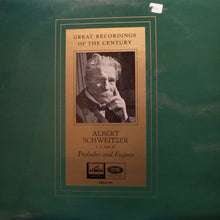 GREAT RECORDINGS
OF THE CENTURY
ALBERT
SCHWEITZER
J. S. BACH
Preludes and Fugues